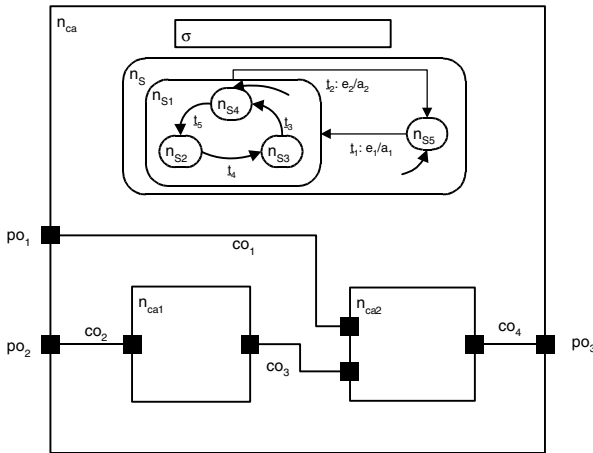 n_ca
σ
n_S
n_S1
t_2: e_2/a_2
n_S4
t_5
t_3
n_S5
n_S2
n_S3
t_1: e_1/a_1
t_4
po_1
co_1
n_ca1
n_ca2
co_2
co_4
po_2
po_3
co_3